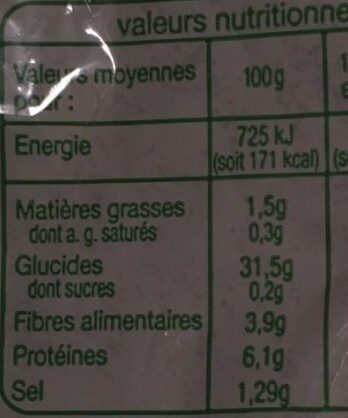 valeurs nutritionne
Valeurs moyennes 100g
pour :
Energie 725 kJ
(soit 171 kcal)
Matières grasses 1,5g
dont a. g. saturés 0,3g
Glucides 31,5g
dont sucres 0,2g
Fibres alimentaires 3,9g
Protéines 6,1g
Sel 1,29g